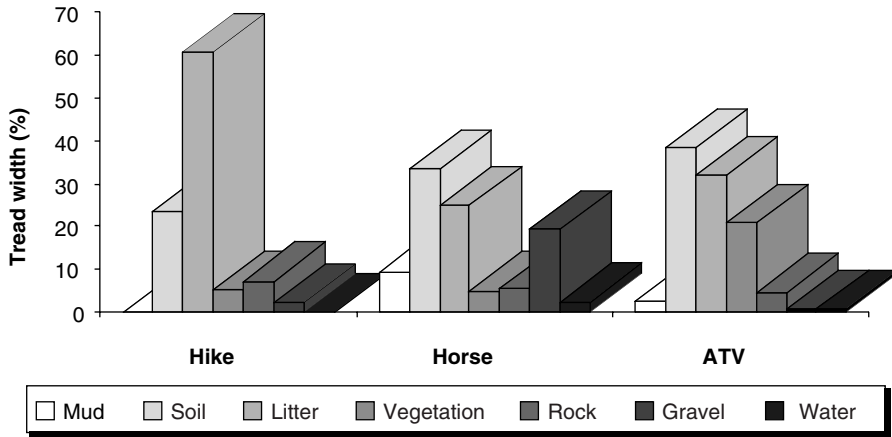 70
60
50
40
30
20
10
0
Tread width (%)
Hike Horse ATV
Mud Soil Litter Vegetation Rock Gravel Water